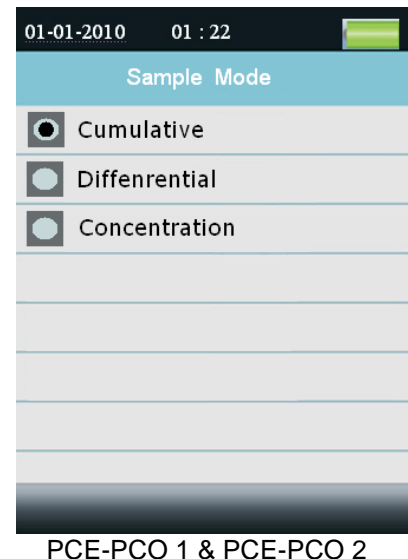 01-01-2010 01 : 22
Sample Mode
Cumulative
Diffenrential
Concentration
PCE-PCO 1 & PCE-PCO 2